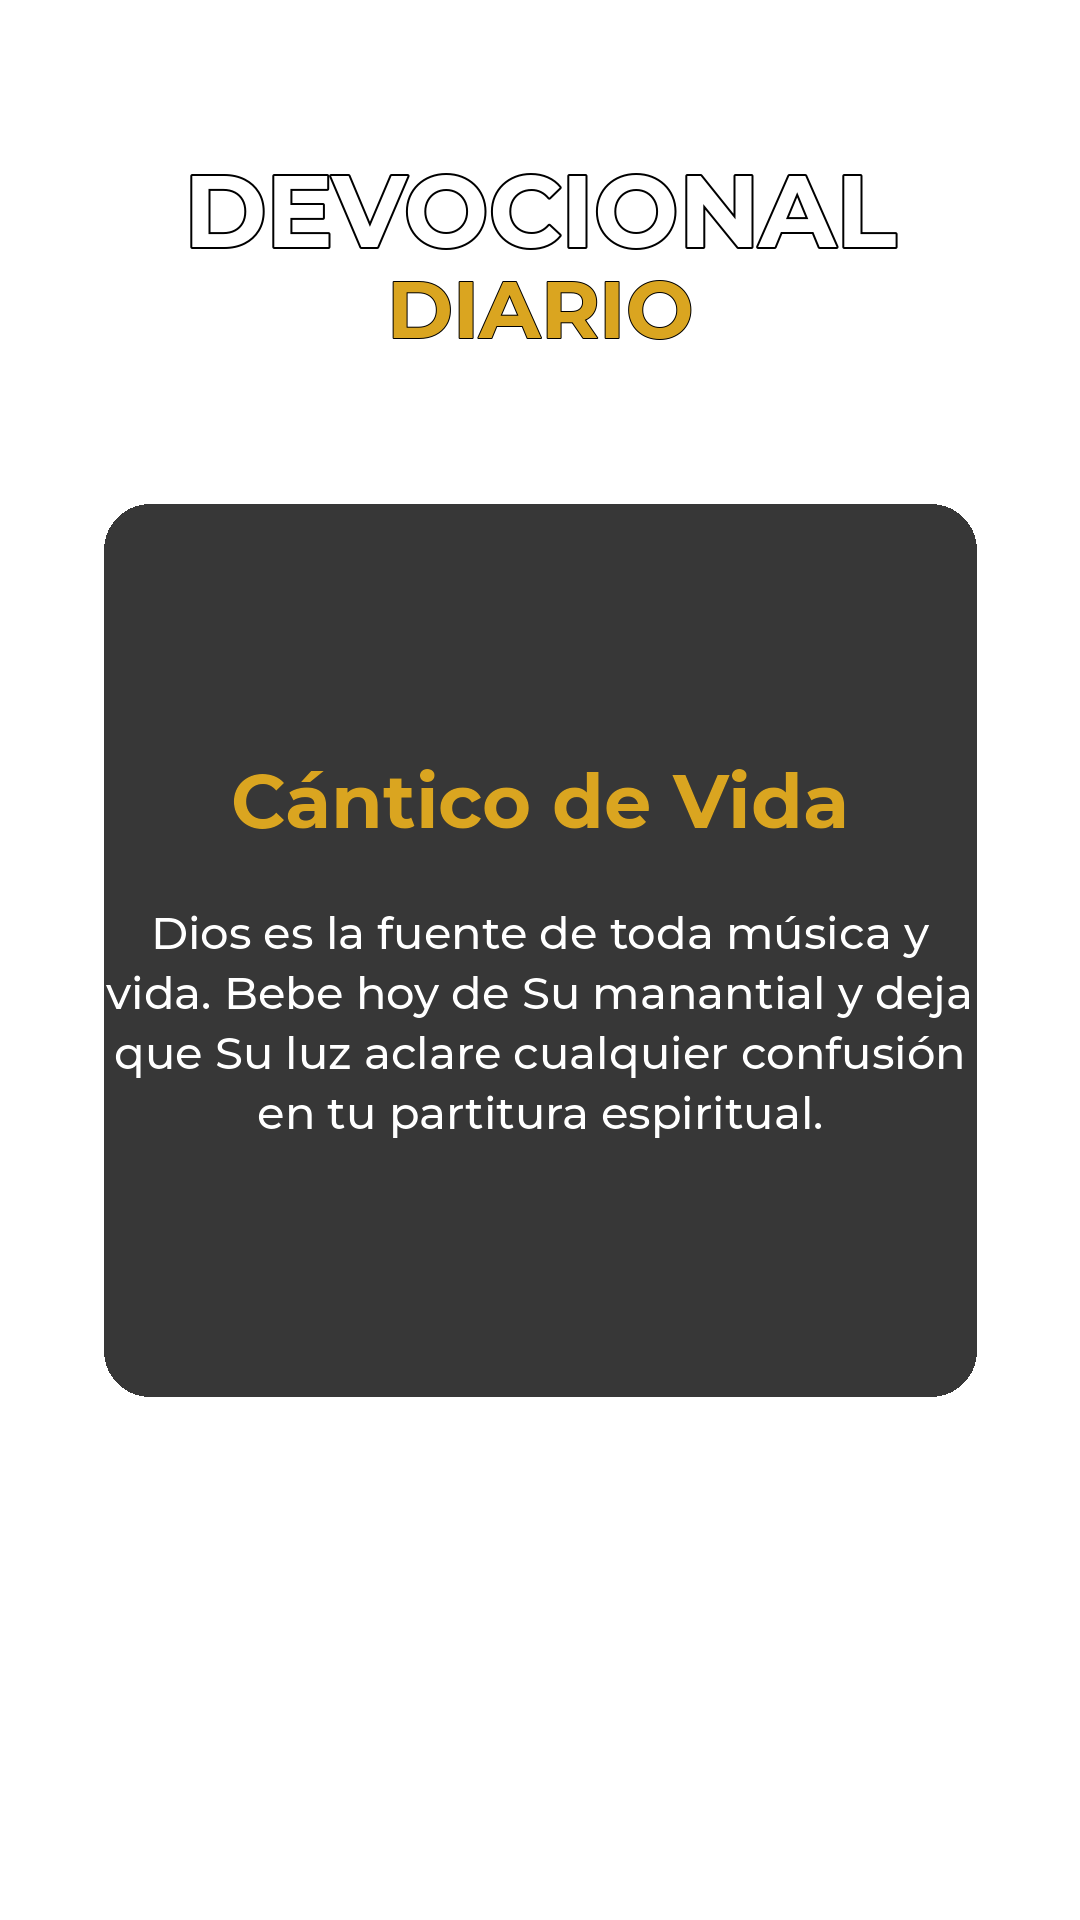 DEVOCIONAL
DIARIO
Cántico de Vida
Dios es la fuente de toda música y
vida. Bebe hoy de Su manantial y deja
que Su luz aclare cualquier confusión
en tu partitura espiritual.